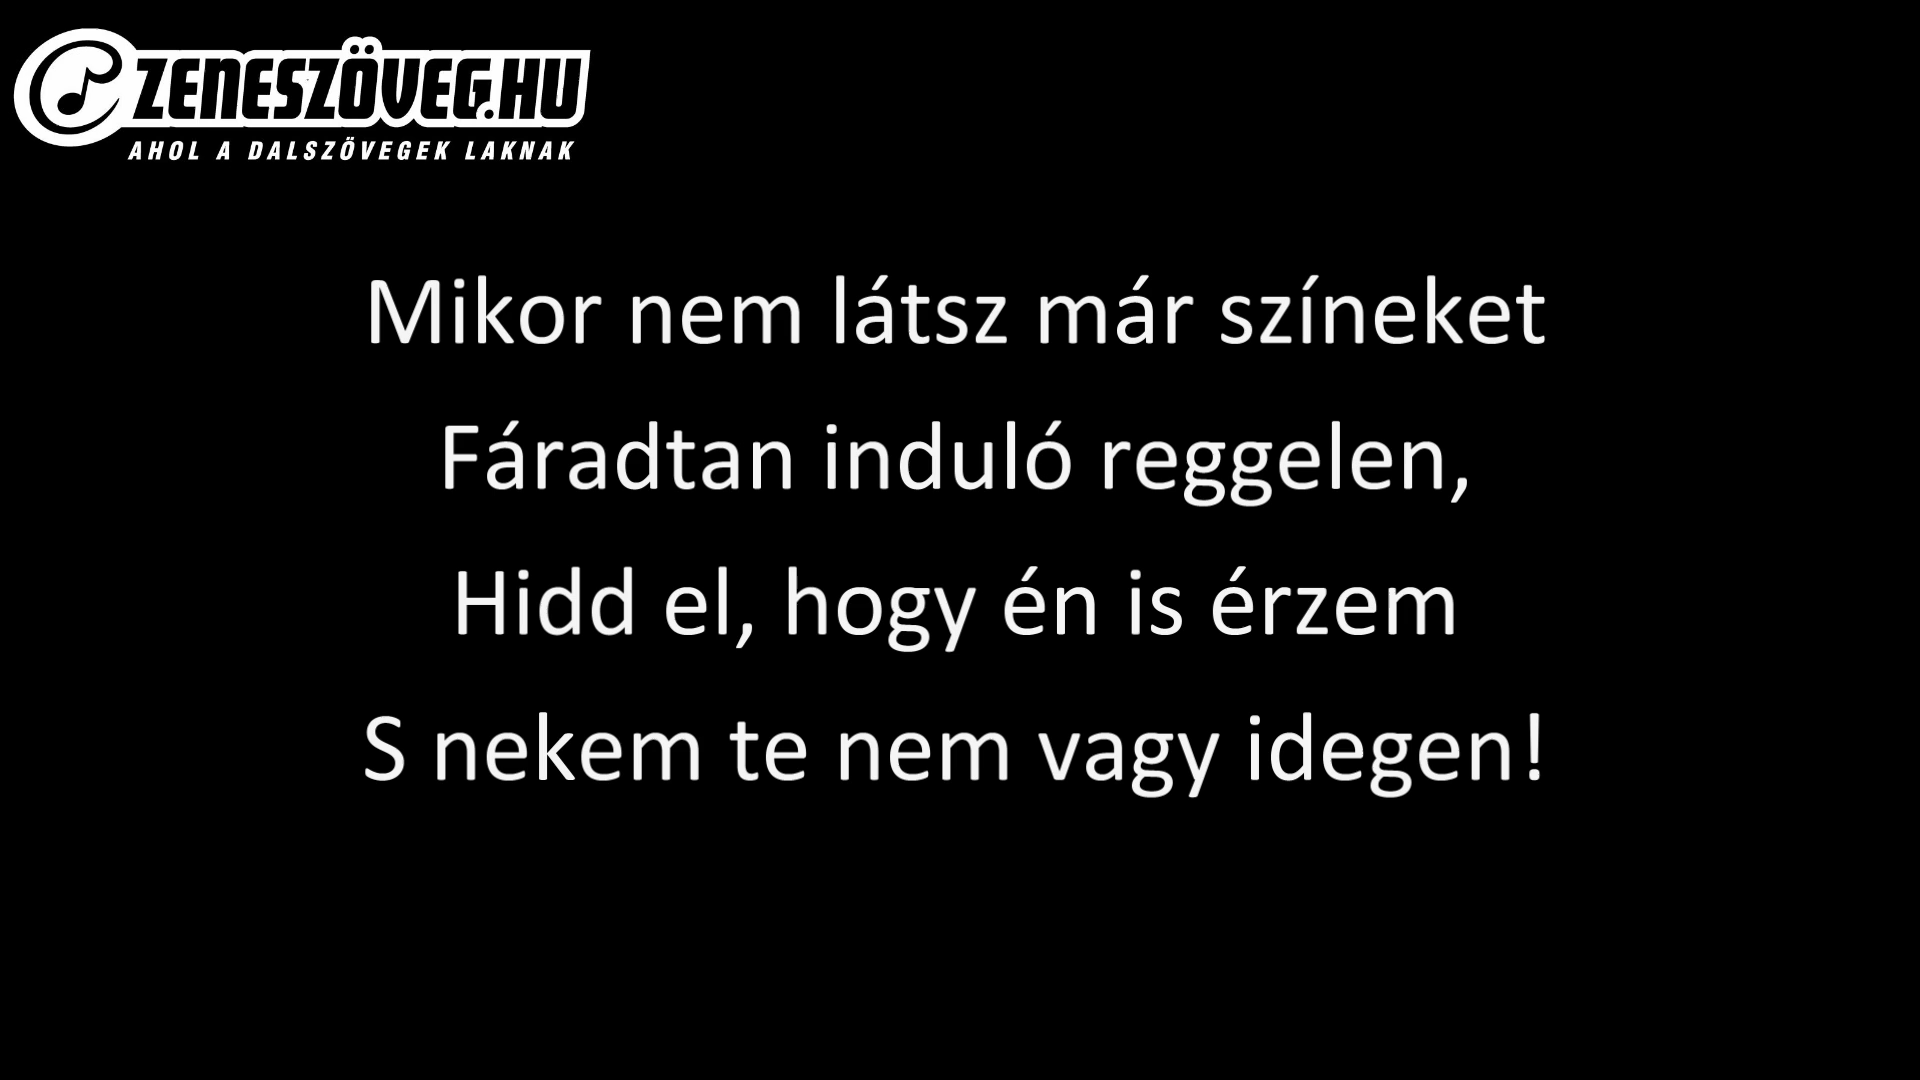 ZENESZÖVEG.HU
AHOL A DALSZÖVEGEK LAKNAK
Mikor nem látsz már színeket
Fáradtan induló reggelen,
Hidd el, hogy én is érzem
S nekem te nem vagy idegen!